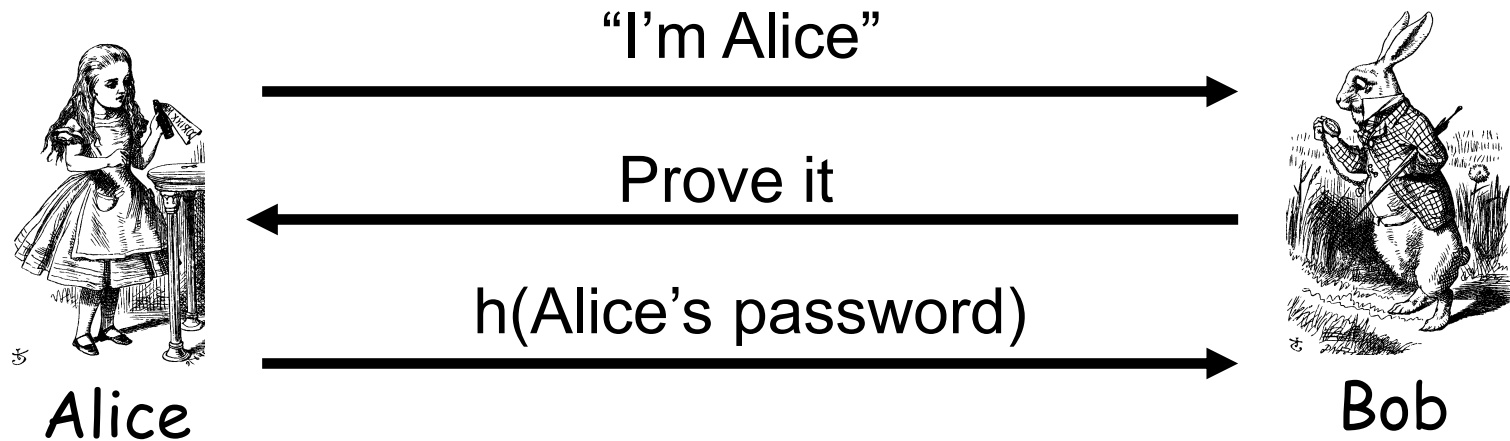 “I’m Alice”
Prove it
h(Alice’s password)
Alice
Bob